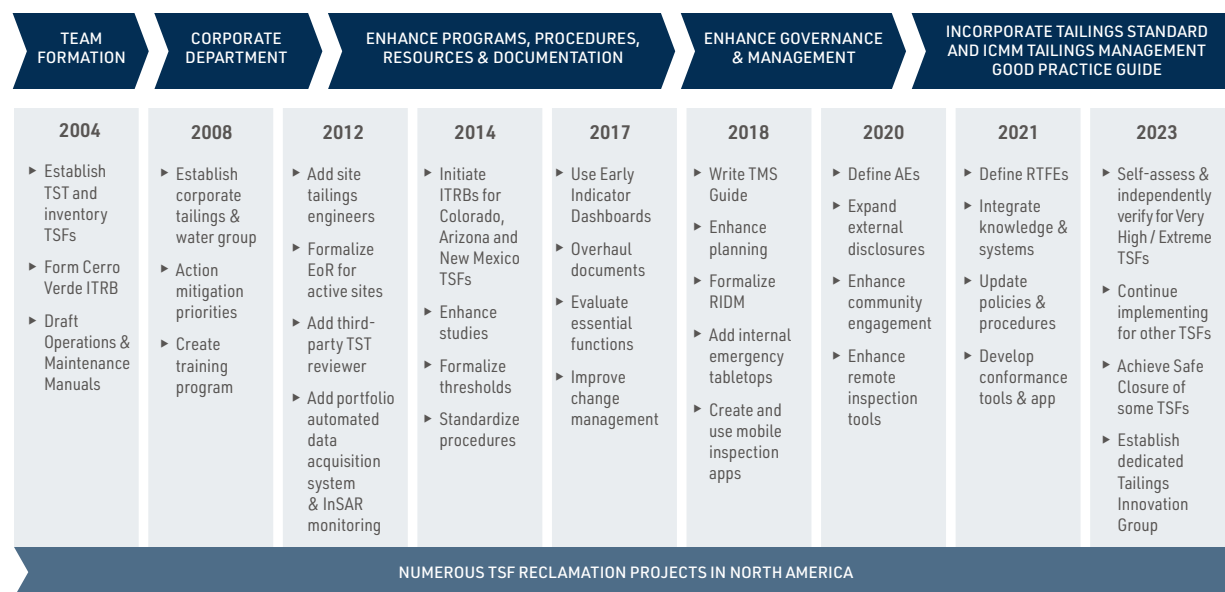 TEAM
FORMATION
CORPORATE
DEPARTMENT
ENHANCE PROGRAMS, PROCEDURES,
RESOURCES & DOCUMENTATION
ENHANCE GOVERNANCE
& MANAGEMENT
INCORPORATE TAILINGS STANDARD
AND ICMM TAILINGS MANAGEMENT
GOOD PRACTICE GUIDE
2004
▸ Establish
TST and
inventory
TSFs
▸ Form Cerro
Verde ITRB
▸ Draft
Operations &
Maintenance
Manuals
2008
▸ Establish
corporate
tailings &
water group
▸ Action
mitigation
priorities
▸ Create
training
program
2012
▸ Add site
tailings
engineers
▸ Formalize
EoR for
active sites
▸ Add third-
party TST
reviewer
▸ Add portfolio
automated
data
acquisition
system
& InSAR
monitoring
2014
▸ Initiate
ITRBs for
Colorado,
Arizona and
New Mexico
TSFs
▸ Enhance
studies
▸ Formalize
thresholds
▸ Standardize
procedures
2017
▸ Use Early
Indicator
Dashboards
▸ Overhaul
documents
▸ Evaluate
essential
functions
▸ Improve
change
management
2018
▸ Write TMS
Guide
▸ Enhance
planning
▸ Formalize
RIDM
▸ Add internal
emergency
tabletops
▸ Create and
use mobile
inspection
apps
2020
▸ Define AEs
▸ Expand
external
disclosures
▸ Enhance
community
engagement
▸ Enhance
remote
inspection
tools
2021
▸ Define RTFEs
▸ Integrate
knowledge &
systems
▸ Update
policies &
procedures
▸ Develop
conformance
tools & app
2023
▸ Self-assess &
independently
verify for Very
High / Extreme
TSFs
▸ Continue
implementing
for other TSFs
▸ Achieve Safe
Closure of
some TSFs
▸ Establish
dedicated
Tailings
Innovation
Group
NUMEROUS TSF RECLAMATION PROJECTS IN NORTH AMERICA